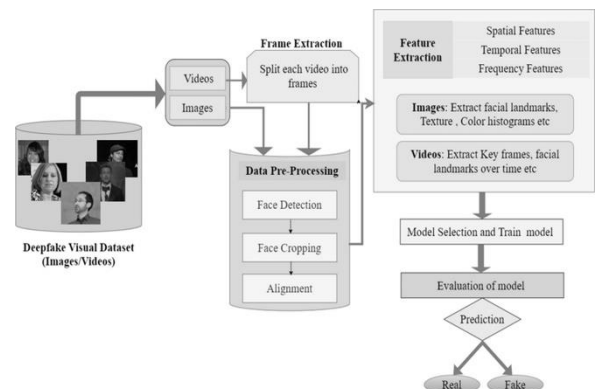 Deepfake Visual Dataset
(Images/Videos)
Videos
Images
Frame Extraction
Split each video into
frames
Data Pre-Processing
Face Detection
Face Cropping
Alignment
Feature
Extraction
Spatial Features
Temporal Features
Frequency Features
Images: Extract facial landmarks,
Texture , Color histograms etc
Videos: Extract Key frames, facial
landmarks over time etc
Model Selection and Train model
Evaluation of model
Prediction
Real
Fake